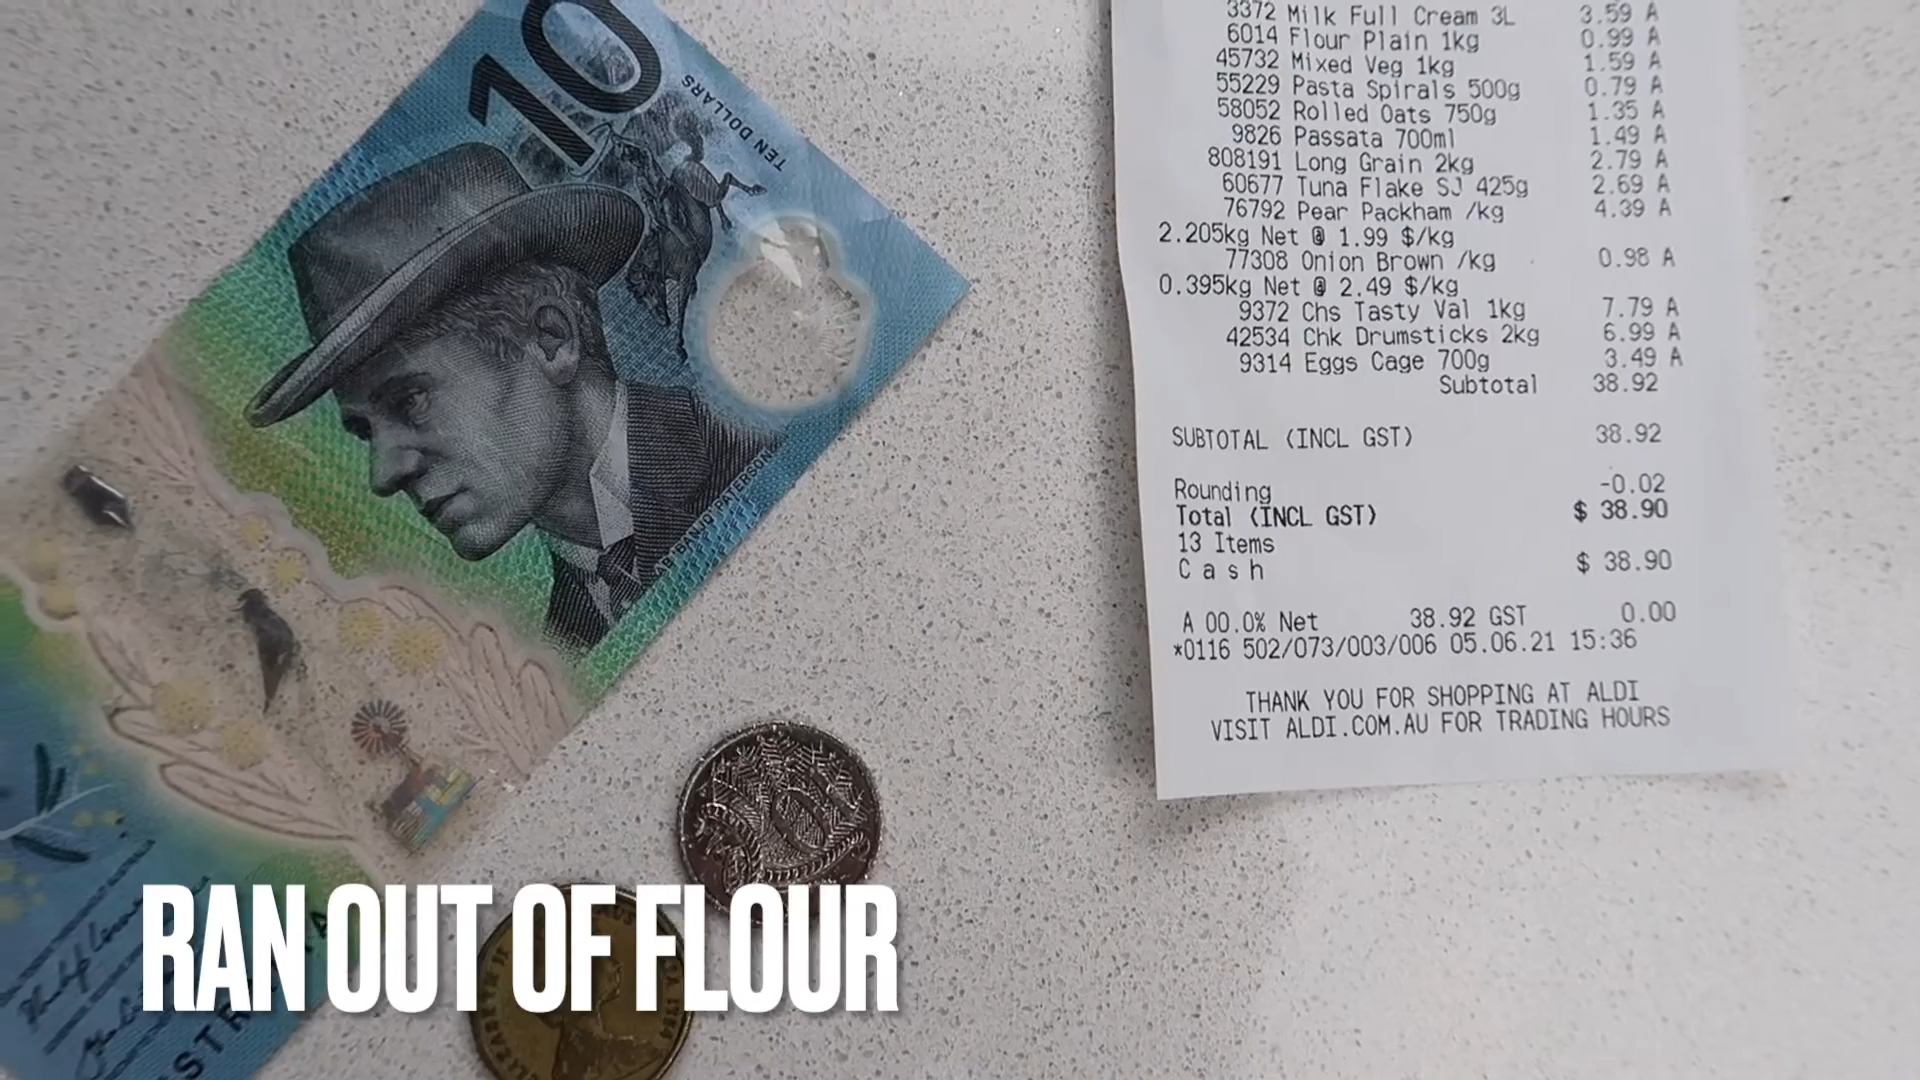 10
TEN DOLLARS
AB 'BANJO' PATERSON
3372 Milk Full Cream 3L 3.59 A
6014 Flour Plain 1kg 0.99 A
45732 Mixed Veg 1kg 1.59 A
55229 Pasta Spirals 500g 0.79 A
58052 Rolled Oats 750g 1.35 A
9826 Passata 700ml 1.49 A
808191 Long Grain 2kg 2.79 A
60677 Tuna Flake SJ 425g 2.69 A
76792 Pear Packham /kg 4.39 A
2.205kg Net @ 1.99 $/kg
77308 Onion Brown /kg 0.98 A
0.395kg Net @ 2.49 $/kg
9372 Chs Tasty Val 1kg 7.79 A
42534 Chk Drumsticks 2kg 6.99 A
9314 Eggs Cage 700g 3.49 A
Subtotal 38.92
SUBTOTAL (INCL GST) 38.92
Rounding -0.02
Total (INCL GST) $ 38.90
13 Items
Cash $ 38.90
A 00.0% Net 38.92 GST 0.00
*0116 502/073/003/006 05.06.21 15:36
THANK YOU FOR SHOPPING AT ALDI
VISIT ALDI.COM.AU FOR TRADING HOURS
RAN OUT OF FLOUR
ELIZABETH II